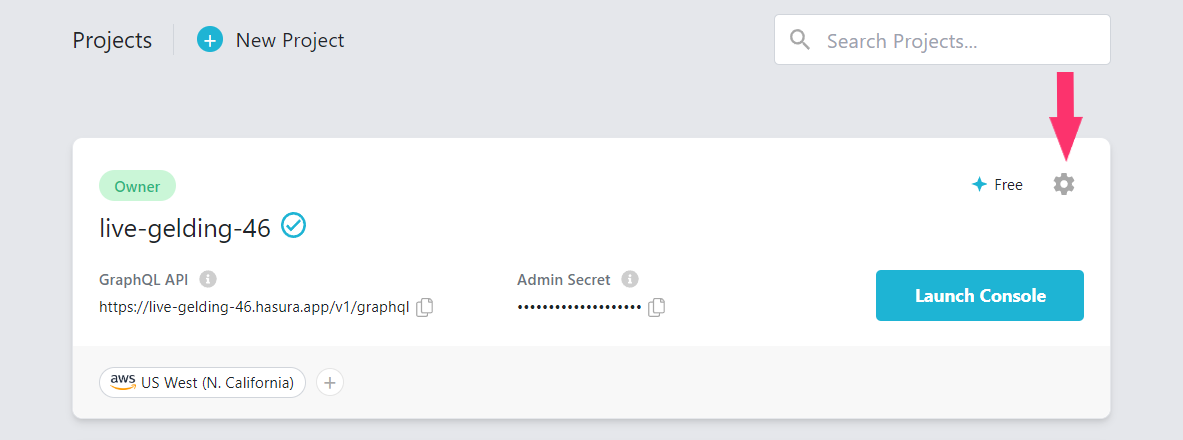 Projects
New Project
Search Projects...
Owner
Free
live-gelding-46
GraphQL API
Admin Secret
https://live-gelding-46.hasura.app/v1/graphql
••••••••••••••••••••
Launch Console
aws US West (N. California)